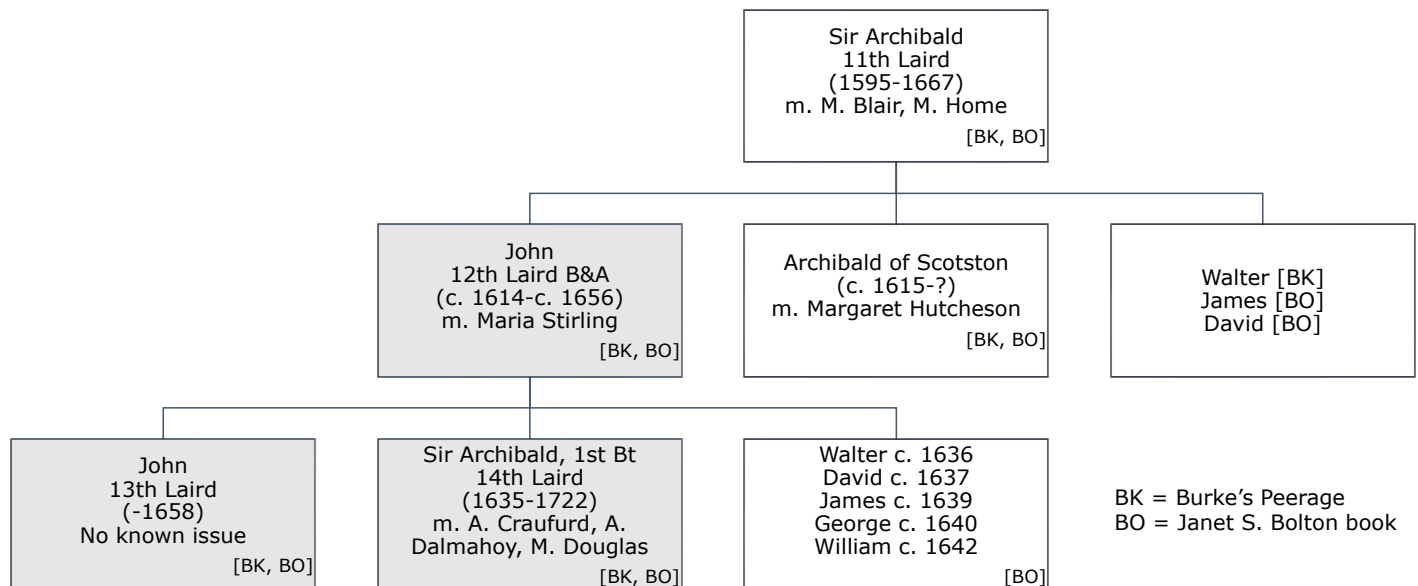 Sir Archibald
11th Laird
(1595-1667)
m. M. Blair, M. Home
[BK, BO]
John
12th Laird B&A
(c. 1614-c. 1656)
m. Maria Stirling
[BK, BO]
Archibald of Scotston
(c. 1615-?)
m. Margaret Hutcheson
[BK, BO]
Walter [BK]
James [BO]
David [BO]
John
13th Laird
(-1658)
No known issue
[BK, BO]
Sir Archibald, 1st Bt
14th Laird
(1635-1722)
m. A. Craufurd, A.
Dalmahoy, M. Douglas
[BK, BO]
Walter c. 1636
David c. 1637
James c. 1639
George c. 1640
William c. 1642
[BO]
BK = Burke’s Peerage
BO = Janet S. Bolton book